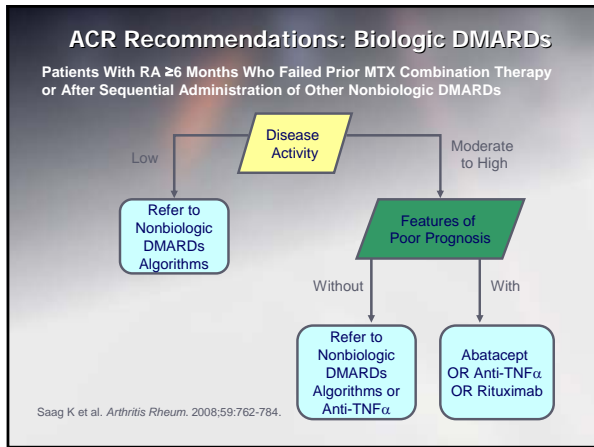 ACR Recommendations: Biologic DMARDs
Patients With RA ≥6 Months Who Failed Prior MTX Combination Therapy
or After Sequential Administration of Other Nonbiologic DMARDs
Disease
Activity
Low
Moderate
to High
Refer to
Nonbiologic
DMARDs
Algorithms
Features of
Poor Prognosis
Without
With
Refer to
Nonbiologic
DMARDs
Algorithms or
Anti-TNFα
Abatacept
OR Anti-TNFα
OR Rituximab
Saag K et al. Arthritis Rheum. 2008;59:762-784.